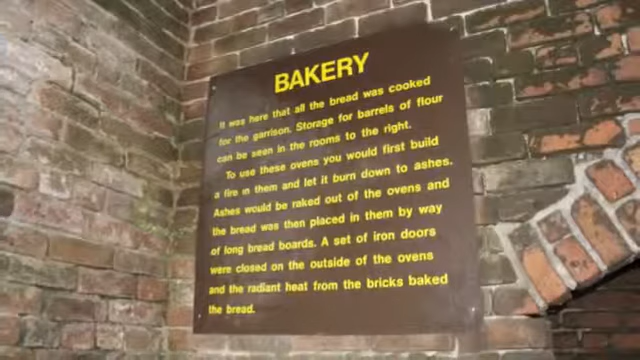 BAKERY
It was here that all the bread was cooked
for the garrison. Storage for barrels of flour
can be seen in the rooms to the right.
To use these ovens you would first build
a fire in them and let it burn down to ashes.
Ashes would be raked out of the ovens and
the bread was then placed in them by way
of long bread boards. A set of iron doors
were closed on the outside of the ovens
and the radiant heat from the bricks baked
the bread.